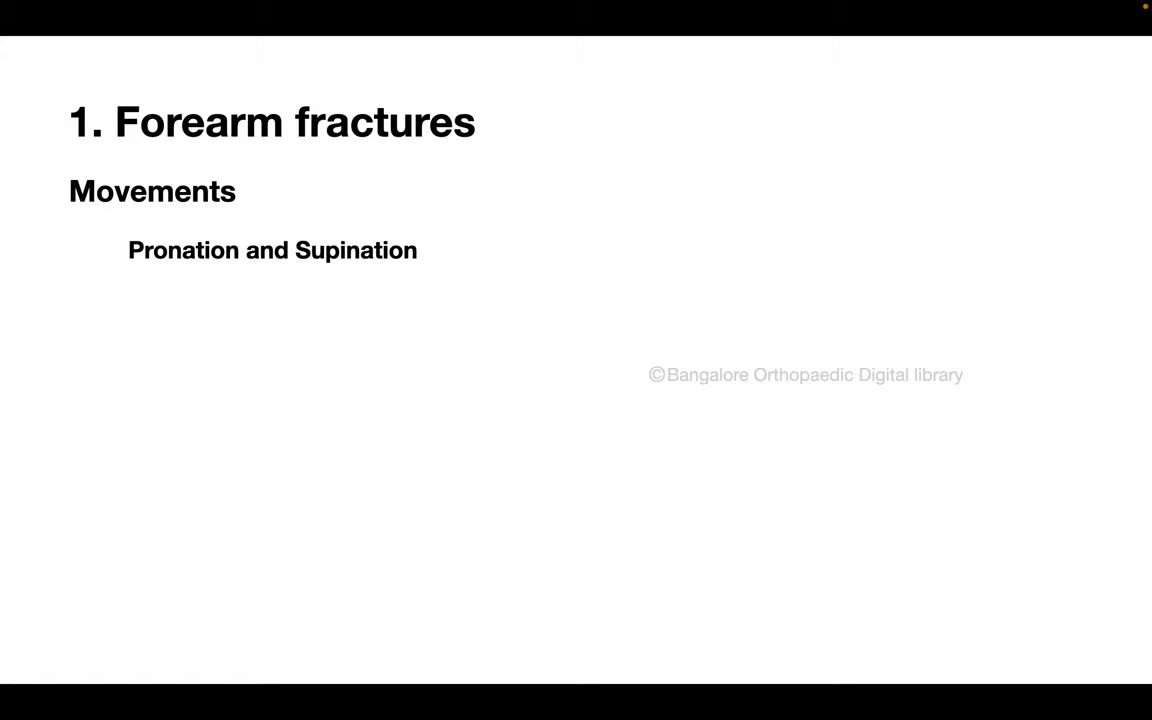 1. Forearm fractures
Movements
Pronation and Supination
©Bangalore Orthopaedic Digital library